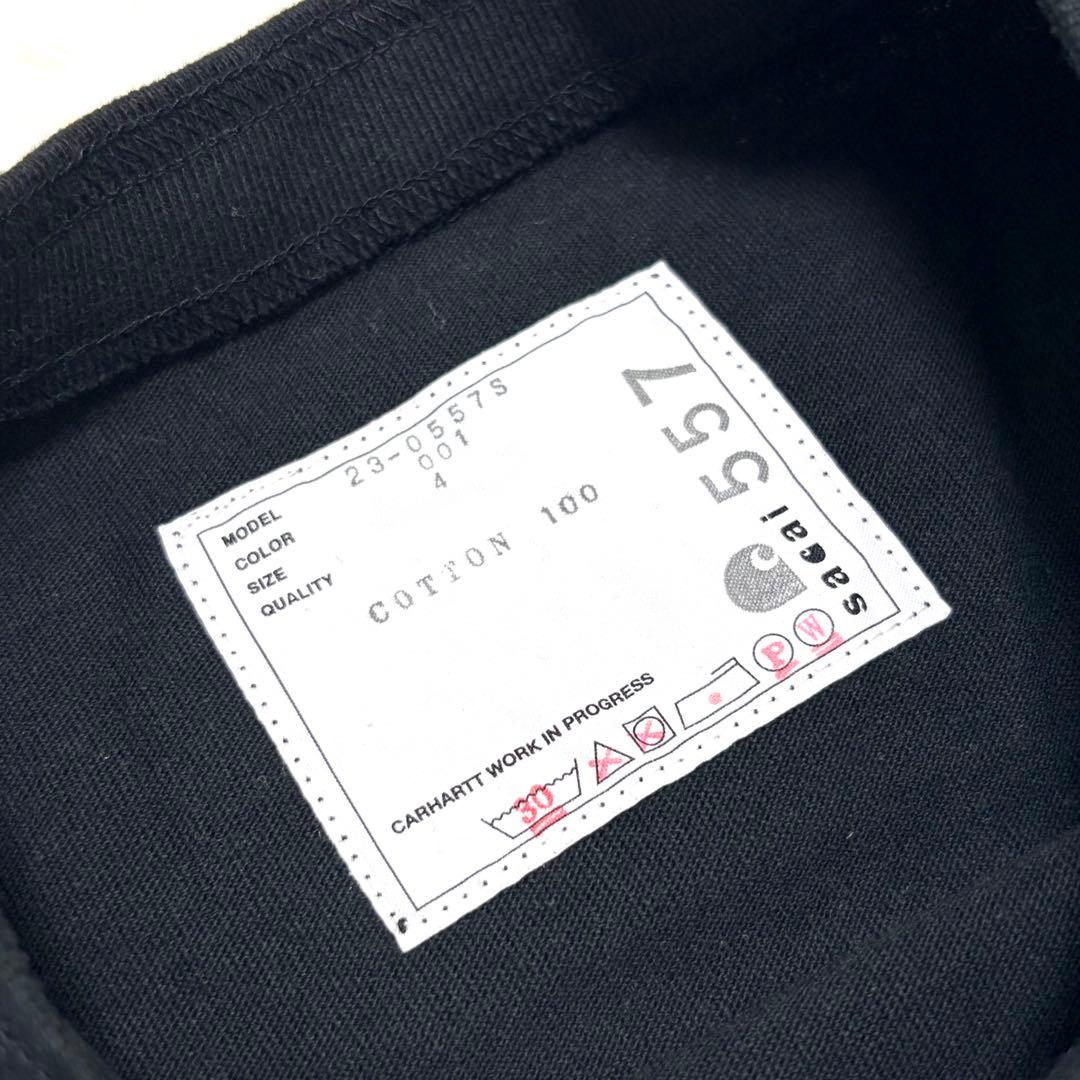 MODEL 23-0557S
COLOR 001
SIZE 4
QUALITY COTTON 100
CARHARTT WORK IN PROGRESS
30
P W
sacai 557